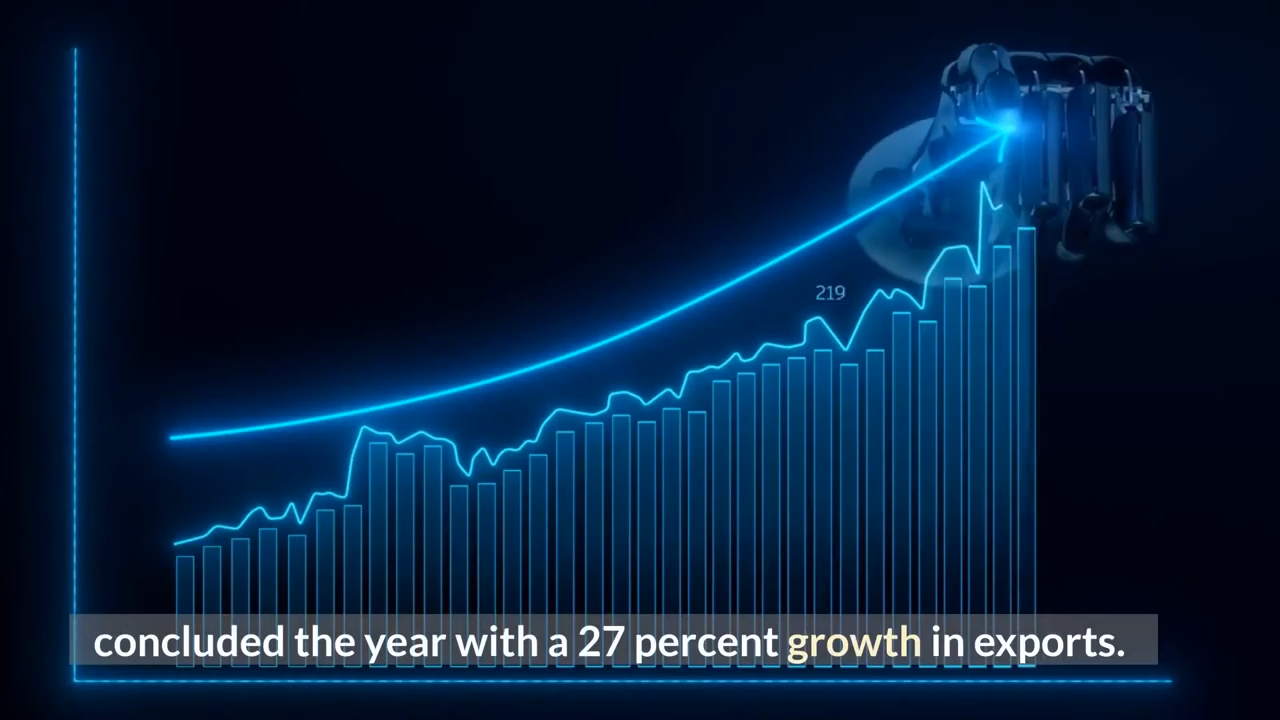 219
concluded the year with a 27 percent growth in exports.